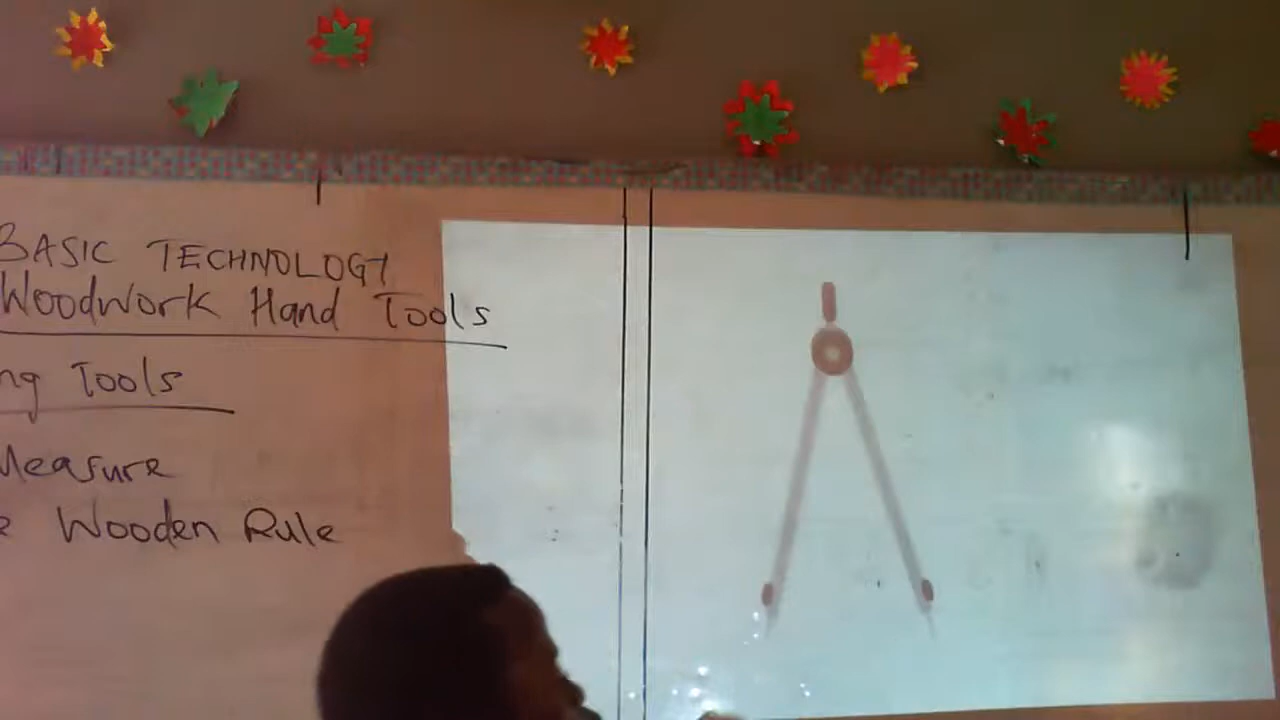 BASIC TECHNOLOGY
Woodwork Hand Tools
ng Tools
Measure
e Wooden Rule